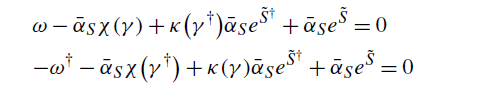 ω − ᾱ_S χ(γ) + κ(γ^†)ᾱ_S e^{S̃^†} + ᾱ_S e^{S̃} = 0
−ω^† − ᾱ_S χ(γ^†) + κ(γ)ᾱ_S e^{S̃^†} + ᾱ_S e^{S̃} = 0